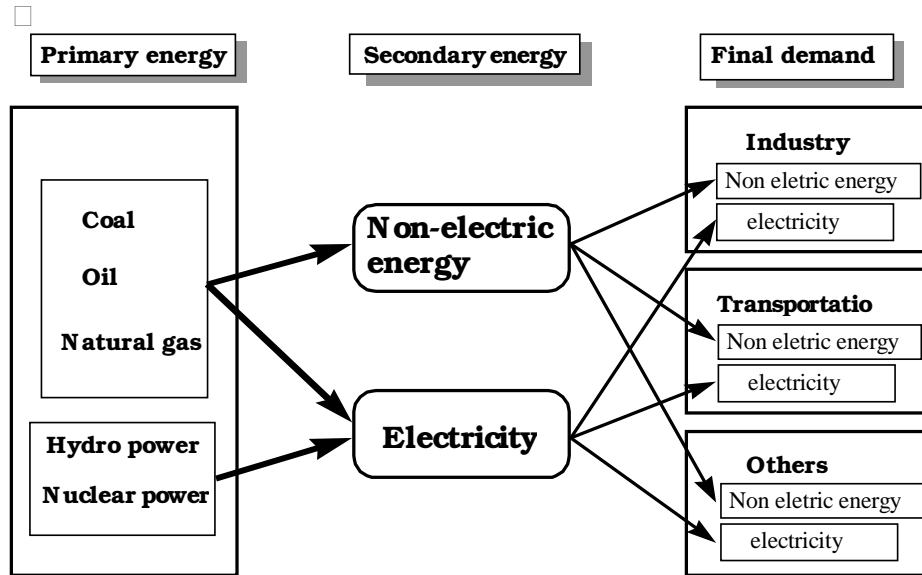 Primary energy
Secondary energy
Final demand
Coal
Oil
Natural gas
Hydro power
Nuclear power
Non-electric
energy
Electricity
Industry
Non eletric energy
electricity
Transportatio
Non eletric energy
electricity
Others
Non eletric energy
electricity